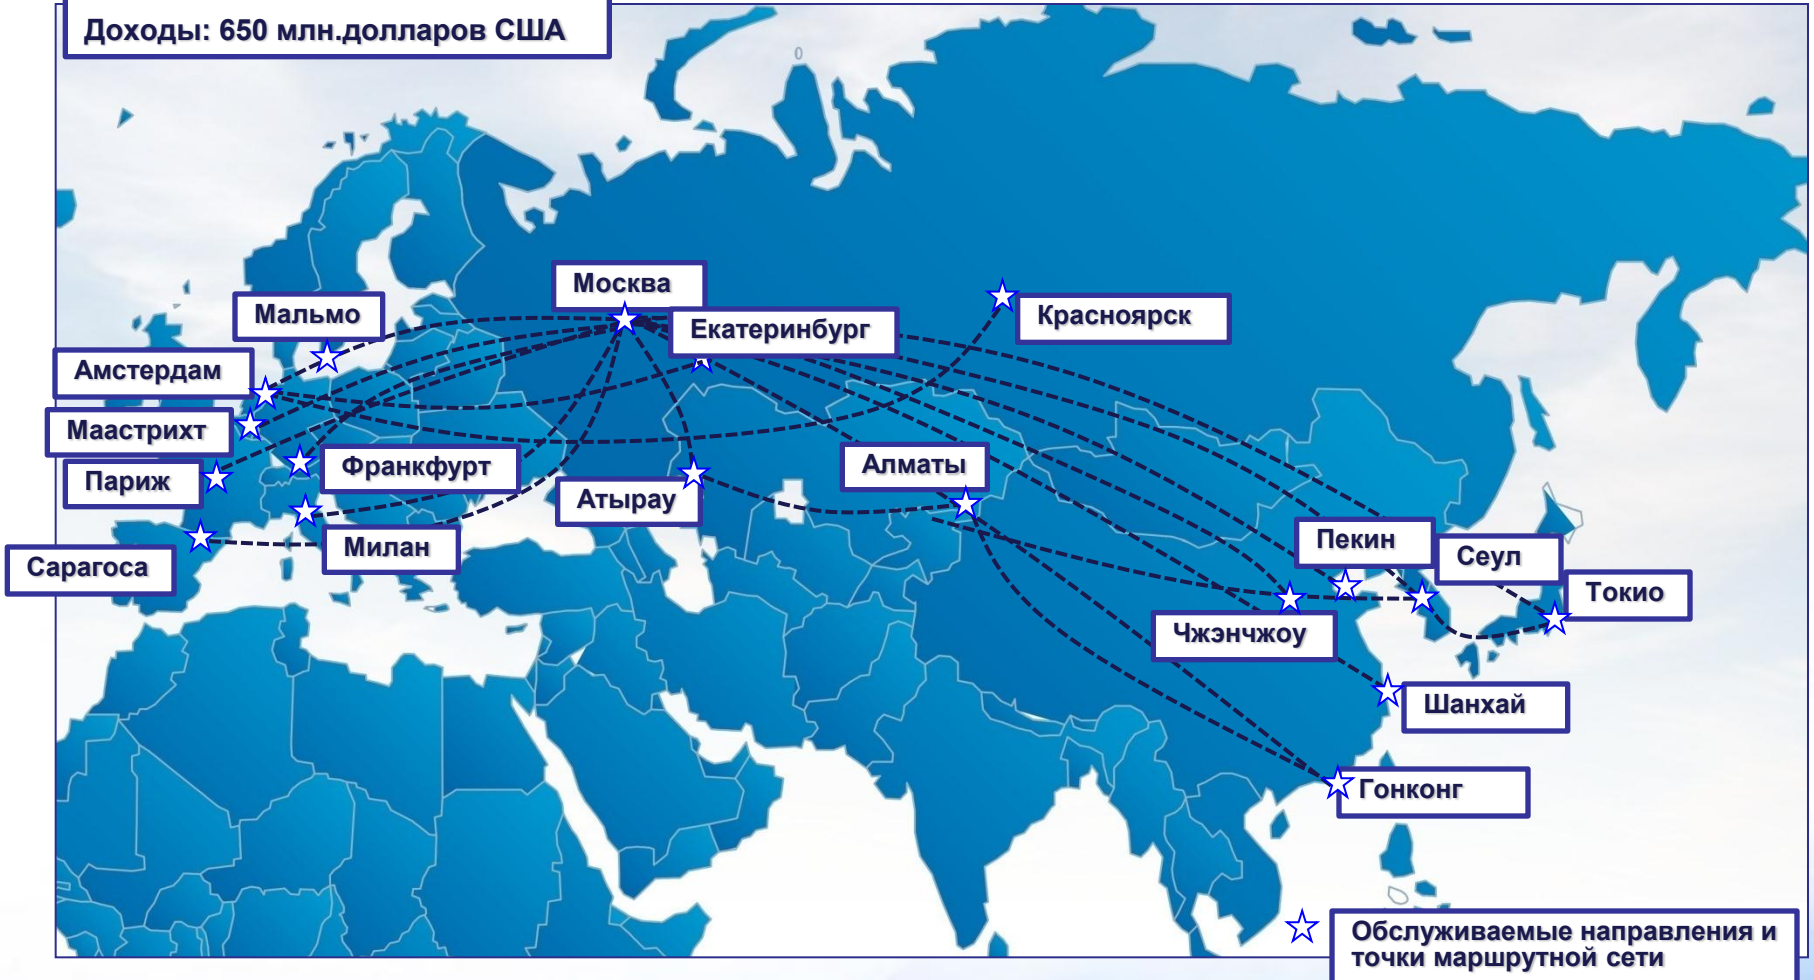 Доходы: 650 млн.долларов США
Москва
Красноярск
Мальмо
Екатеринбург
Амстердам
Маастрихт
Франкфурт
Алматы
Париж
Атырау
Пекин
Милан
Сеул
Сарагоса
Токио
Чжэнчжоу
Шанхай
Гонконг
Обслуживаемые направления и
точки маршрутной сети